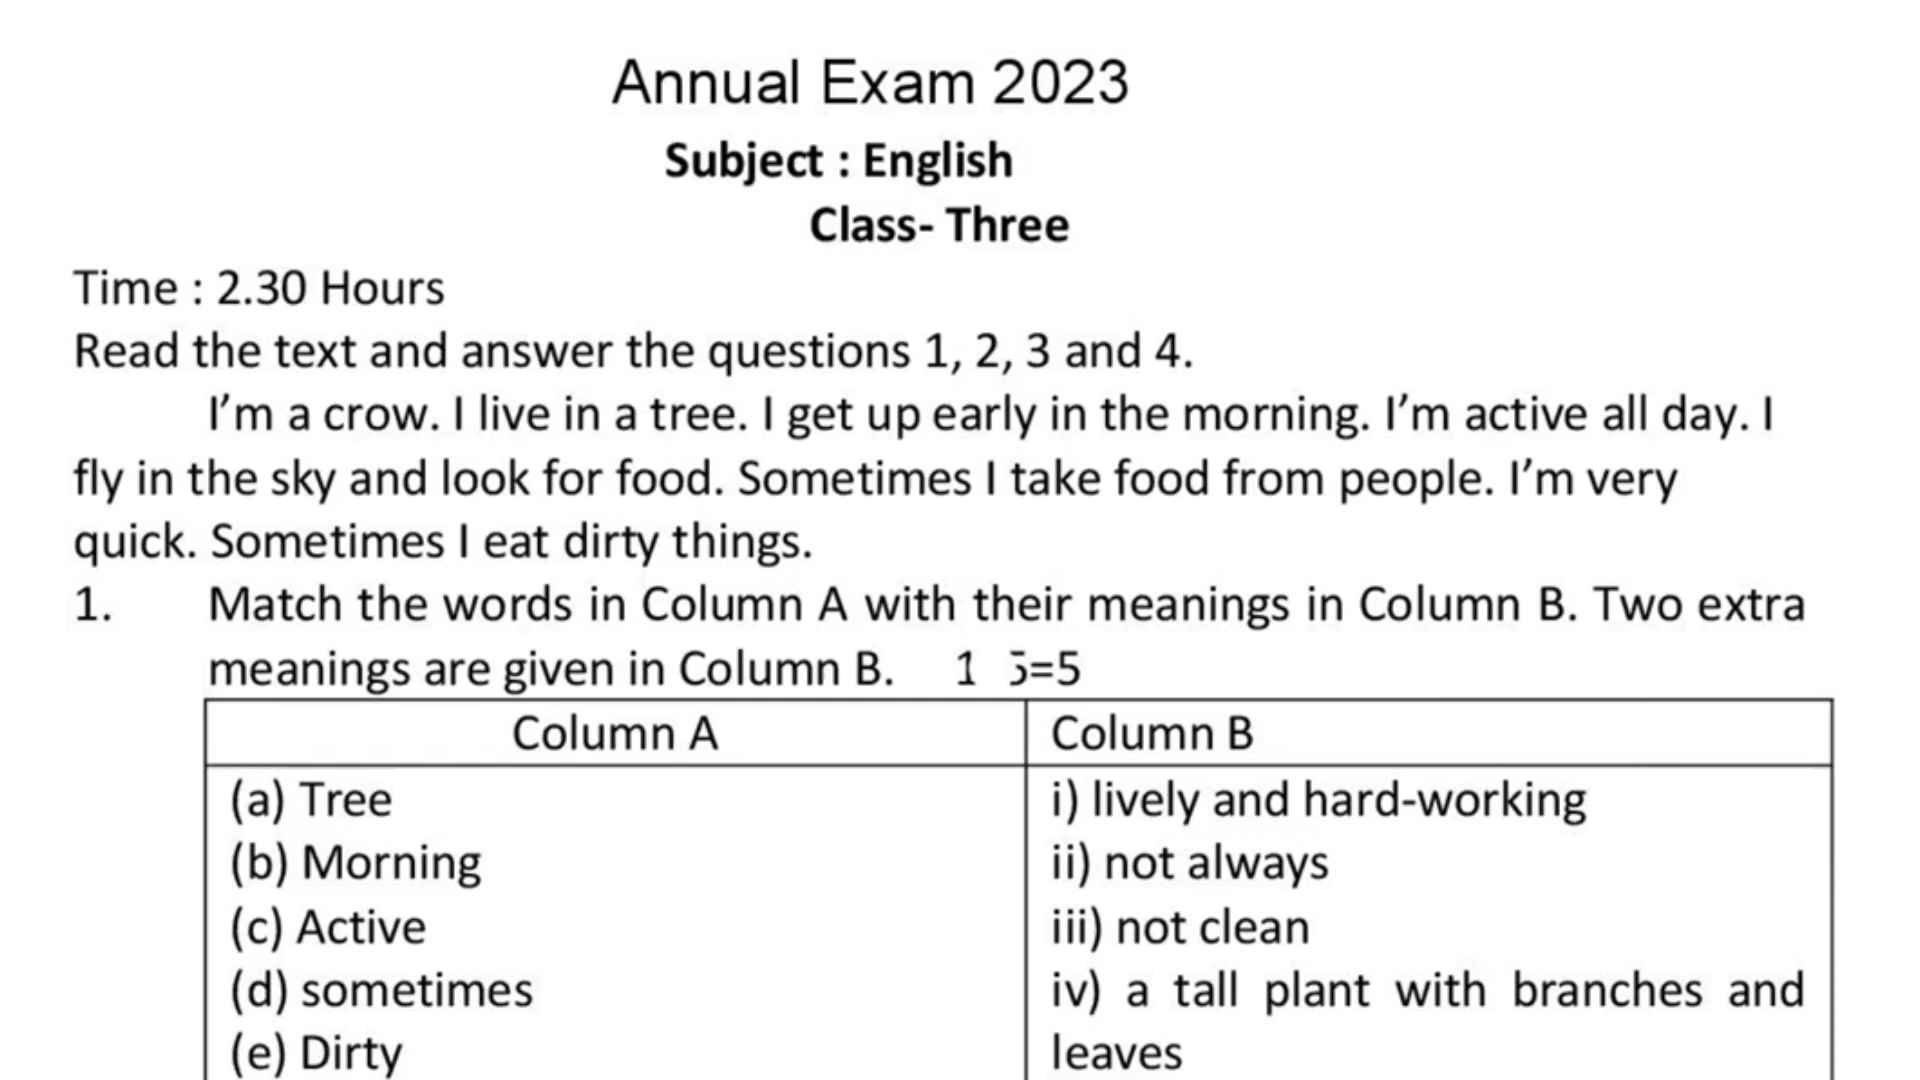 Annual Exam 2023
Subject : English
Class- Three
Time : 2.30 Hours
Read the text and answer the questions 1, 2, 3 and 4.
I’m a crow. I live in a tree. I get up early in the morning. I’m active all day. I
fly in the sky and look for food. Sometimes I take food from people. I’m very
quick. Sometimes I eat dirty things.
1. Match the words in Column A with their meanings in Column B. Two extra
meanings are given in Column B. 1 5=5
Column A Column B
(a) Tree i) lively and hard-working
(b) Morning ii) not always
(c) Active iii) not clean
(d) sometimes iv) a tall plant with branches and
(e) Dirty leaves